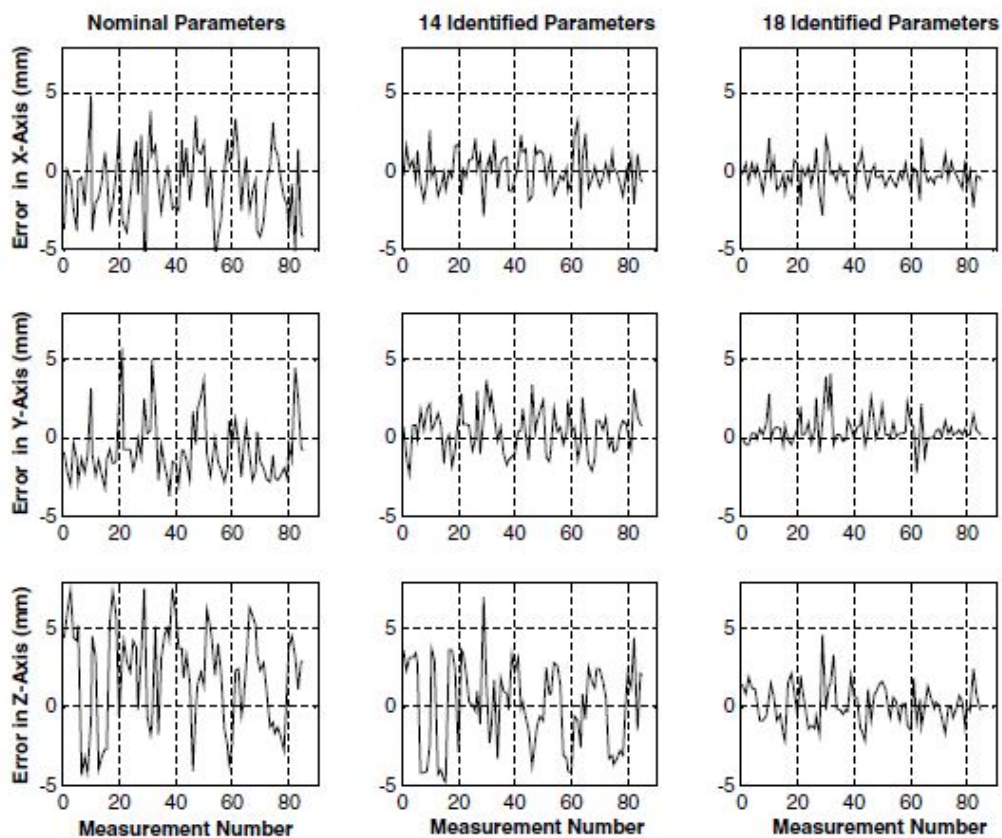 Nominal Parameters
14 Identified Parameters
18 Identified Parameters
Error in X-Axis (mm)
5
0
-5
0 20 40 60 80
5
0
-5
0 20 40 60 80
5
0
-5
0 20 40 60 80
Error in Y-Axis (mm)
5
0
-5
0 20 40 60 80
5
0
-5
0 20 40 60 80
5
0
-5
0 20 40 60 80
Error in Z-Axis (mm)
5
0
-5
0 20 40 60 80
5
0
-5
0 20 40 60 80
5
0
-5
0 20 40 60 80
Measurement Number
Measurement Number
Measurement Number